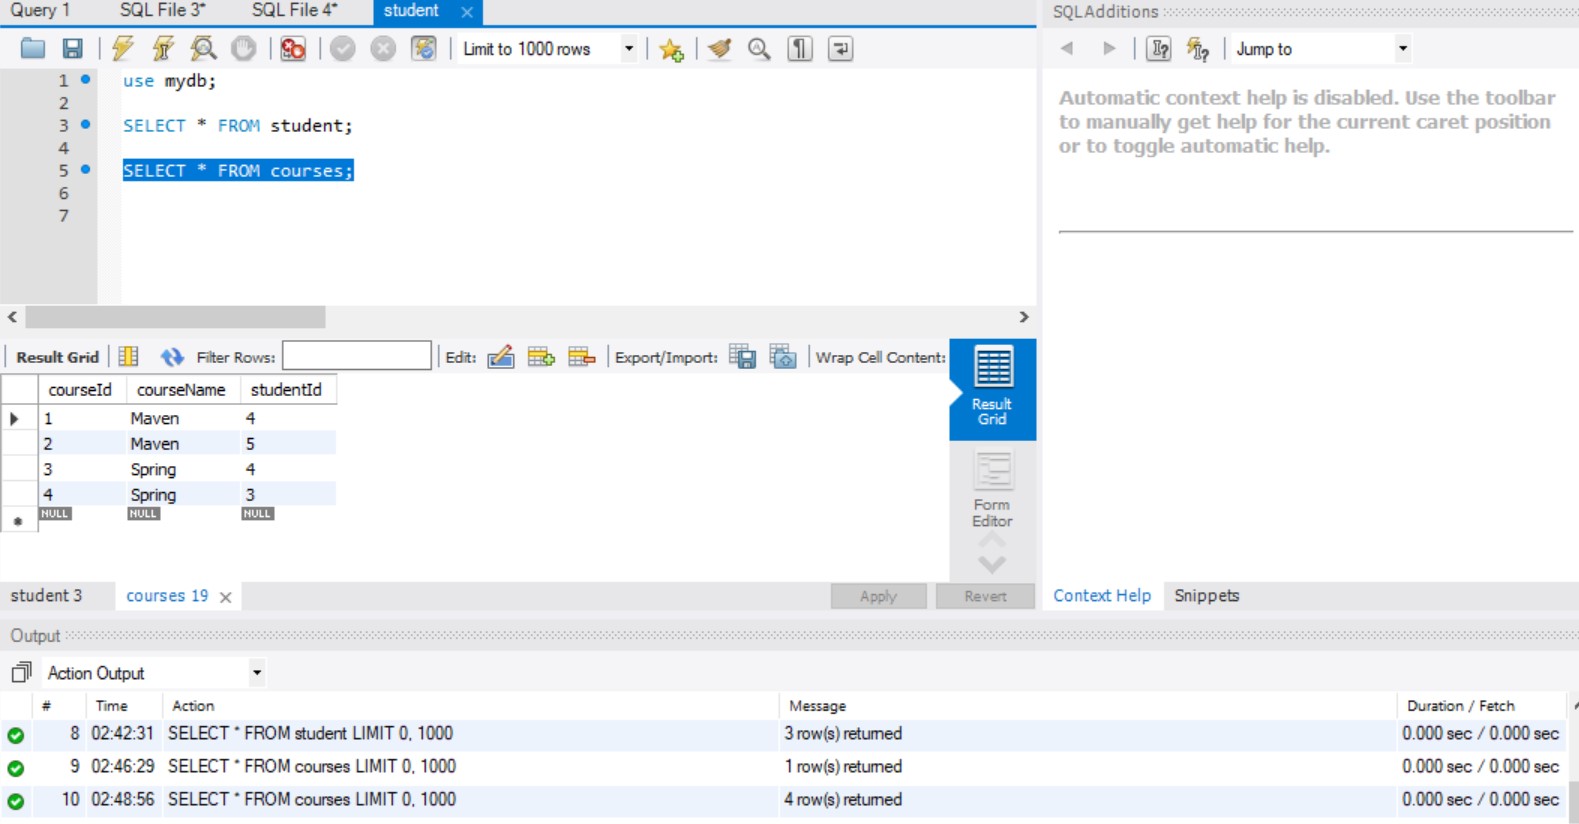 Query 1 SQL File 3* SQL File 4* student
SQLAdditions
Limit to 1000 rows
Jump to
1 use mydb;
2
3 SELECT * FROM student;
4
5 SELECT * FROM courses;
6
7
Automatic context help is disabled. Use the toolbar
to manually get help for the current caret position
or to toggle automatic help.
Result Grid Filter Rows: Edit: Export/Import: Wrap Cell Content:
courseId courseName studentId
1 Maven 4
2 Maven 5
3 Spring 4
4 Spring 3
NULL NULL NULL
Result
Grid
Form
Editor
student 3 courses 19 Apply Revert
Context Help Snippets
Output
Action Output
# Time Action Message Duration / Fetch
8 02:42:31 SELECT * FROM student LIMIT 0, 1000 3 row(s) returned 0.000 sec / 0.000 sec
9 02:46:29 SELECT * FROM courses LIMIT 0, 1000 1 row(s) returned 0.000 sec / 0.000 sec
10 02:48:56 SELECT * FROM courses LIMIT 0, 1000 4 row(s) returned 0.000 sec / 0.000 sec